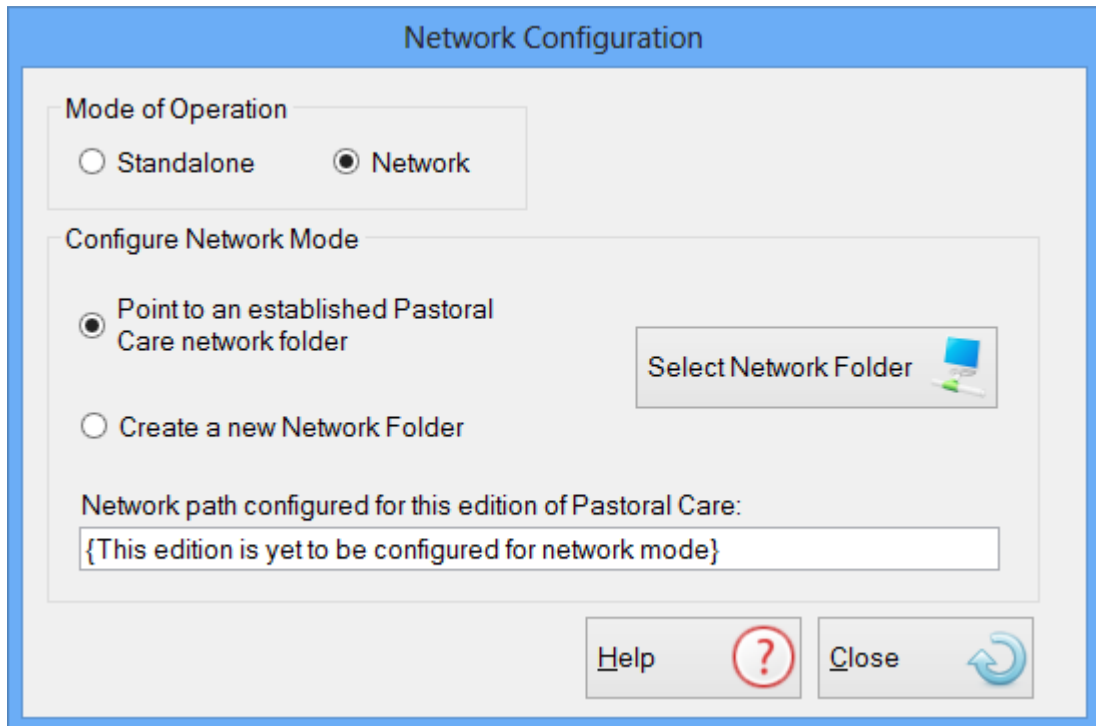 Network Configuration
Mode of Operation
Standalone
Network
Configure Network Mode
Point to an established Pastoral
Care network folder
Select Network Folder
Create a new Network Folder
Network path configured for this edition of Pastoral Care:
{This edition is yet to be configured for network mode}
Help
?
Close